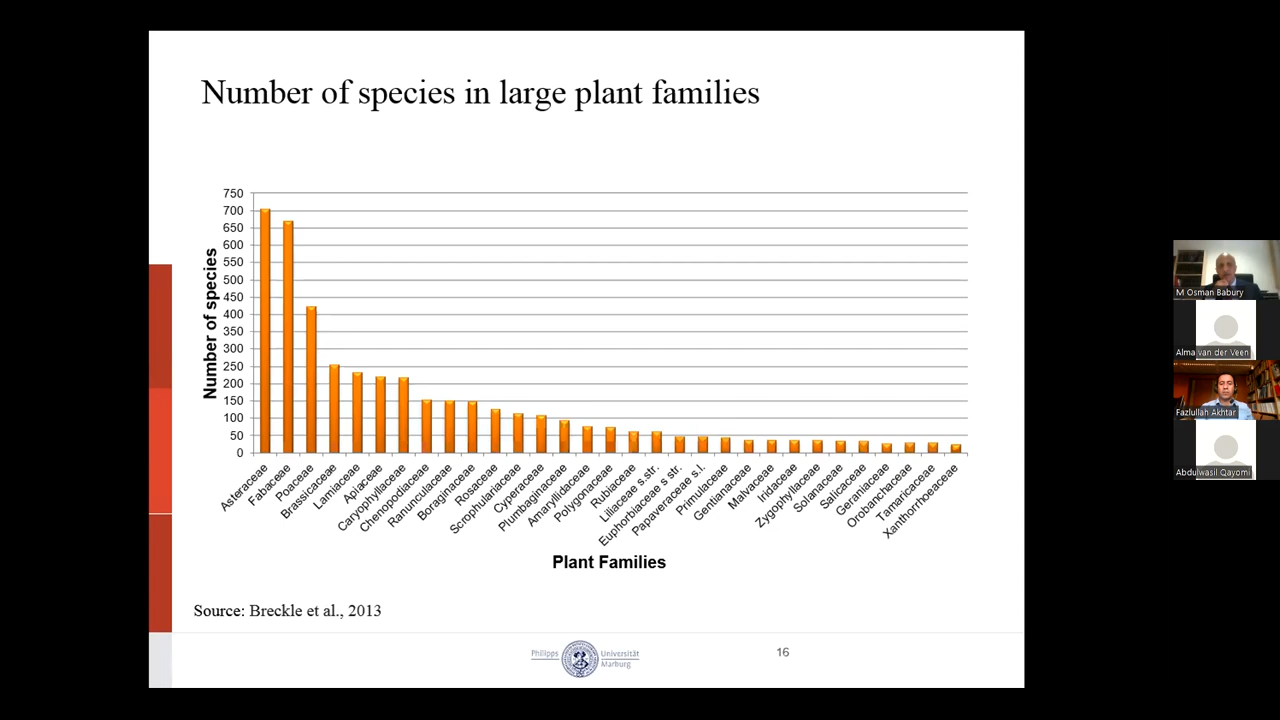 Number of species in large plant families
750
700
650
600
550
500
450
400
350
300
250
200
150
100
50
0
Number of species
Asteraceae
Fabaceae
Poaceae
Brassicaceae
Lamiaceae
Apiaceae
Caryophyllaceae
Chenopodiaceae
Ranunculaceae
Boraginaceae
Rosaceae
Scrophulariaceae
Cyperaceae
Plumbaginaceae
Amaryllidaceae
Polygonaceae
Rubiaceae
Liliaceae s.str.
Euphorbiaceae s str.
Papaveraceae s.l.
Primulaceae
Gentianaceae
Malvaceae
Iridaceae
Zygophyllaceae
Solanaceae
Salicaceae
Geraniaceae
Orobanchaceae
Tamaricaceae
Xanthorrhoeaceae
Plant Families
Source: Breckle et al., 2013
Philipps Universität
Marburg
16
M Osman Babury
Alma van der Veen
Fazlullah Akhtar
Abdulwasil Qayomi